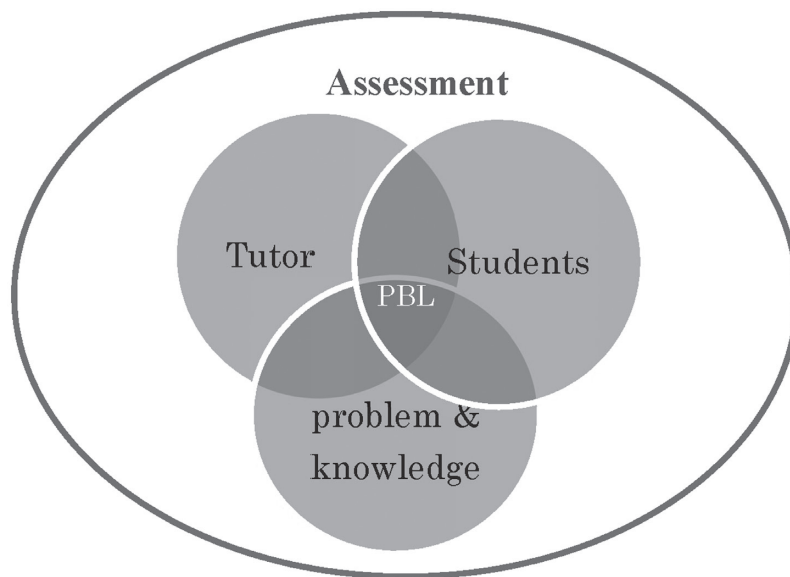 Assessment
Tutor
Students
PBL
problem &
knowledge